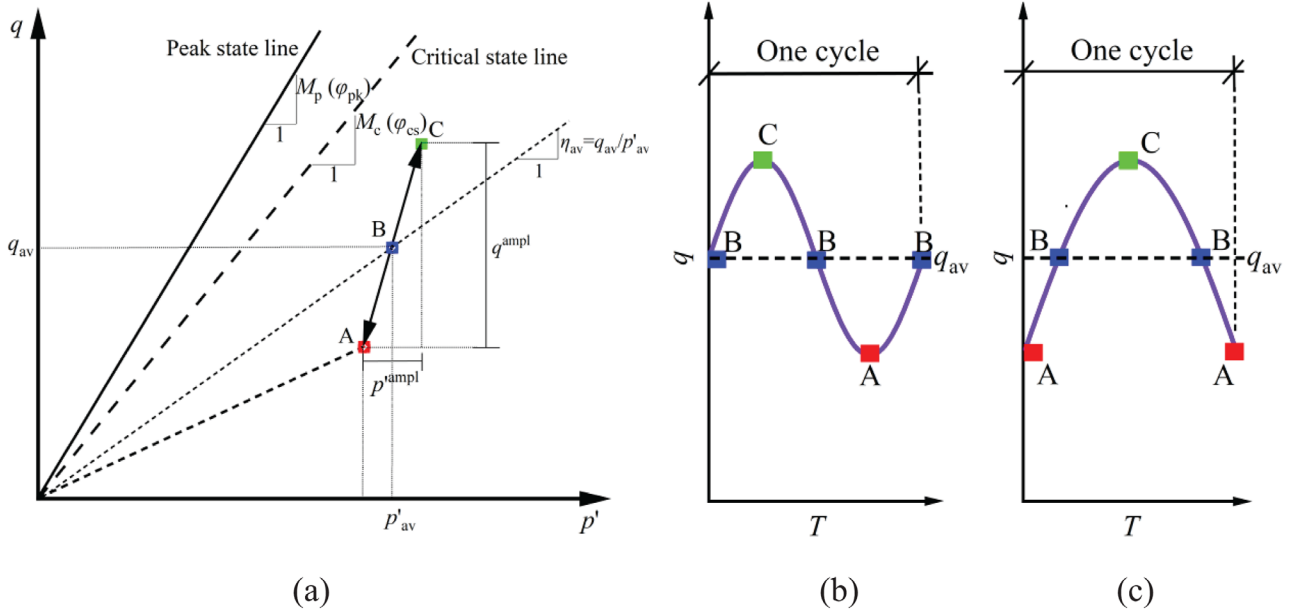 q
Peak state line
Critical state line
Mp (φpk)
1
Mc (φcs)
C
1
ηav=qav/p'av
1
B
qav
qampl
A
p'ampl
p'av
p'
(a)
One cycle
C
B
B
B
qav
q
A
T
(b)
One cycle
C
B
B
qav
q
A
A
T
(c)